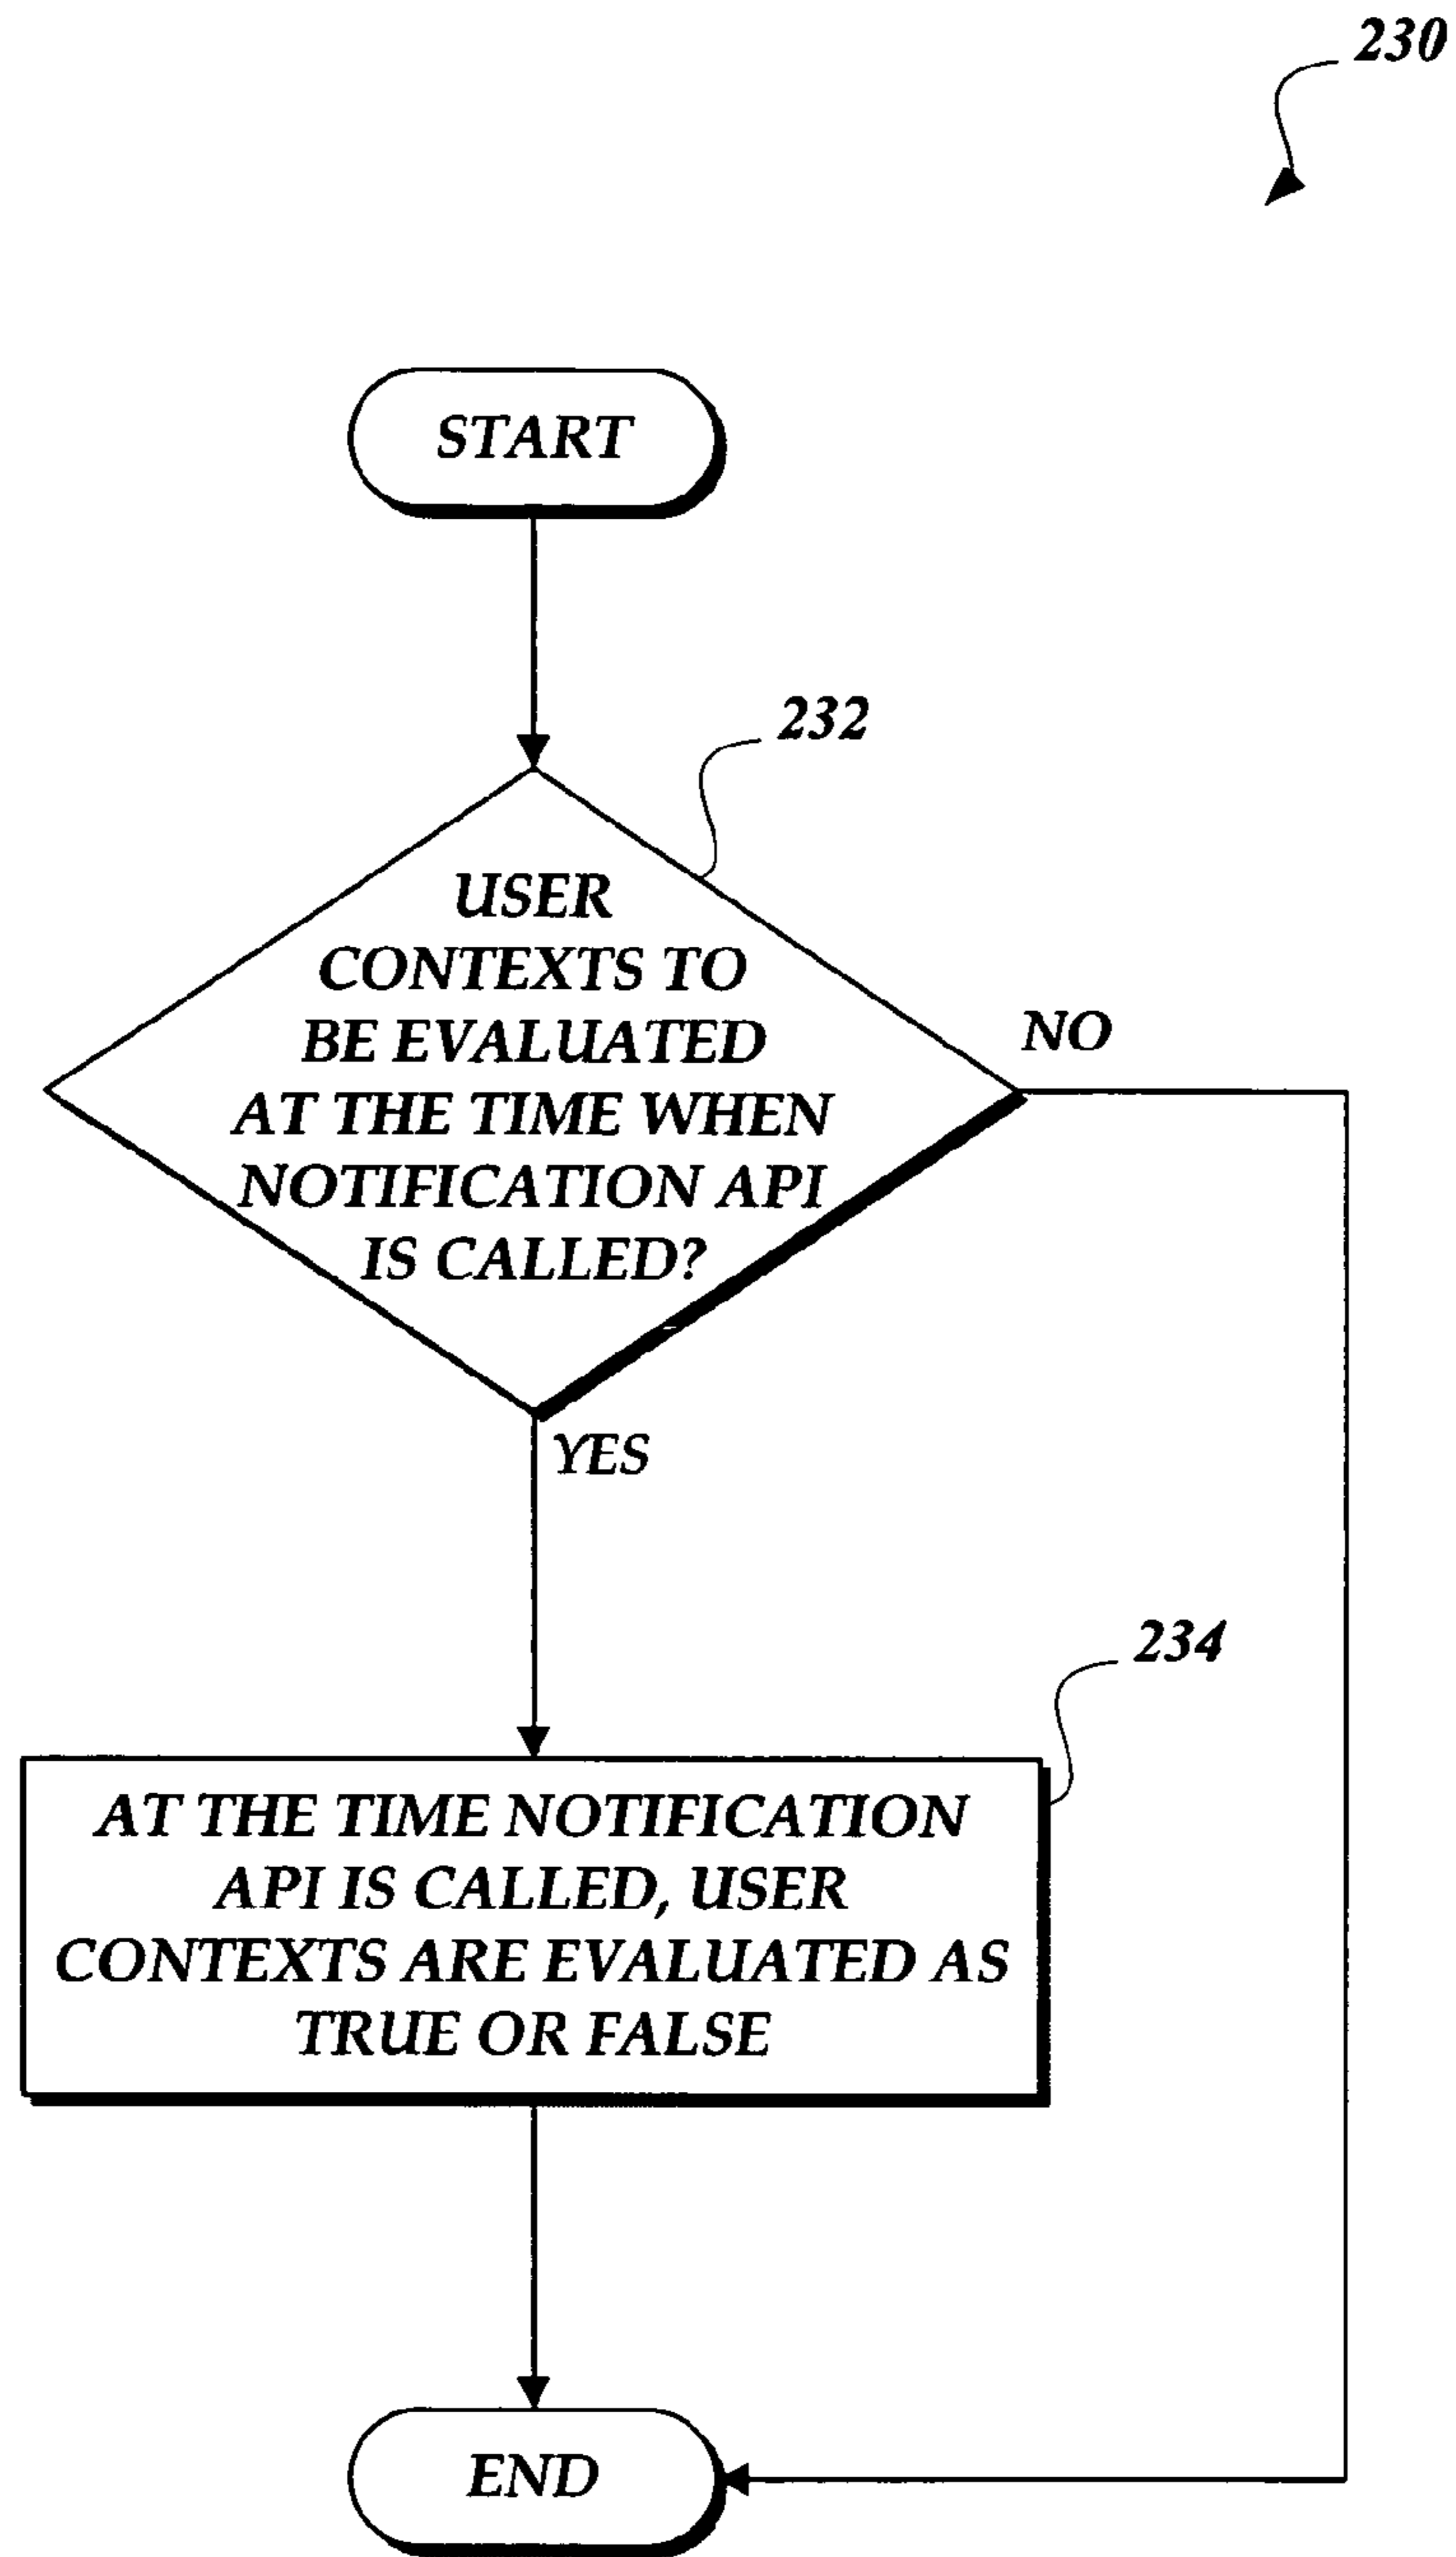 230
START
232
USER
CONTEXTS TO
BE EVALUATED
AT THE TIME WHEN
NOTIFICATION API
IS CALLED?
NO
YES
234
AT THE TIME NOTIFICATION
API IS CALLED, USER
CONTEXTS ARE EVALUATED AS
TRUE OR FALSE
END